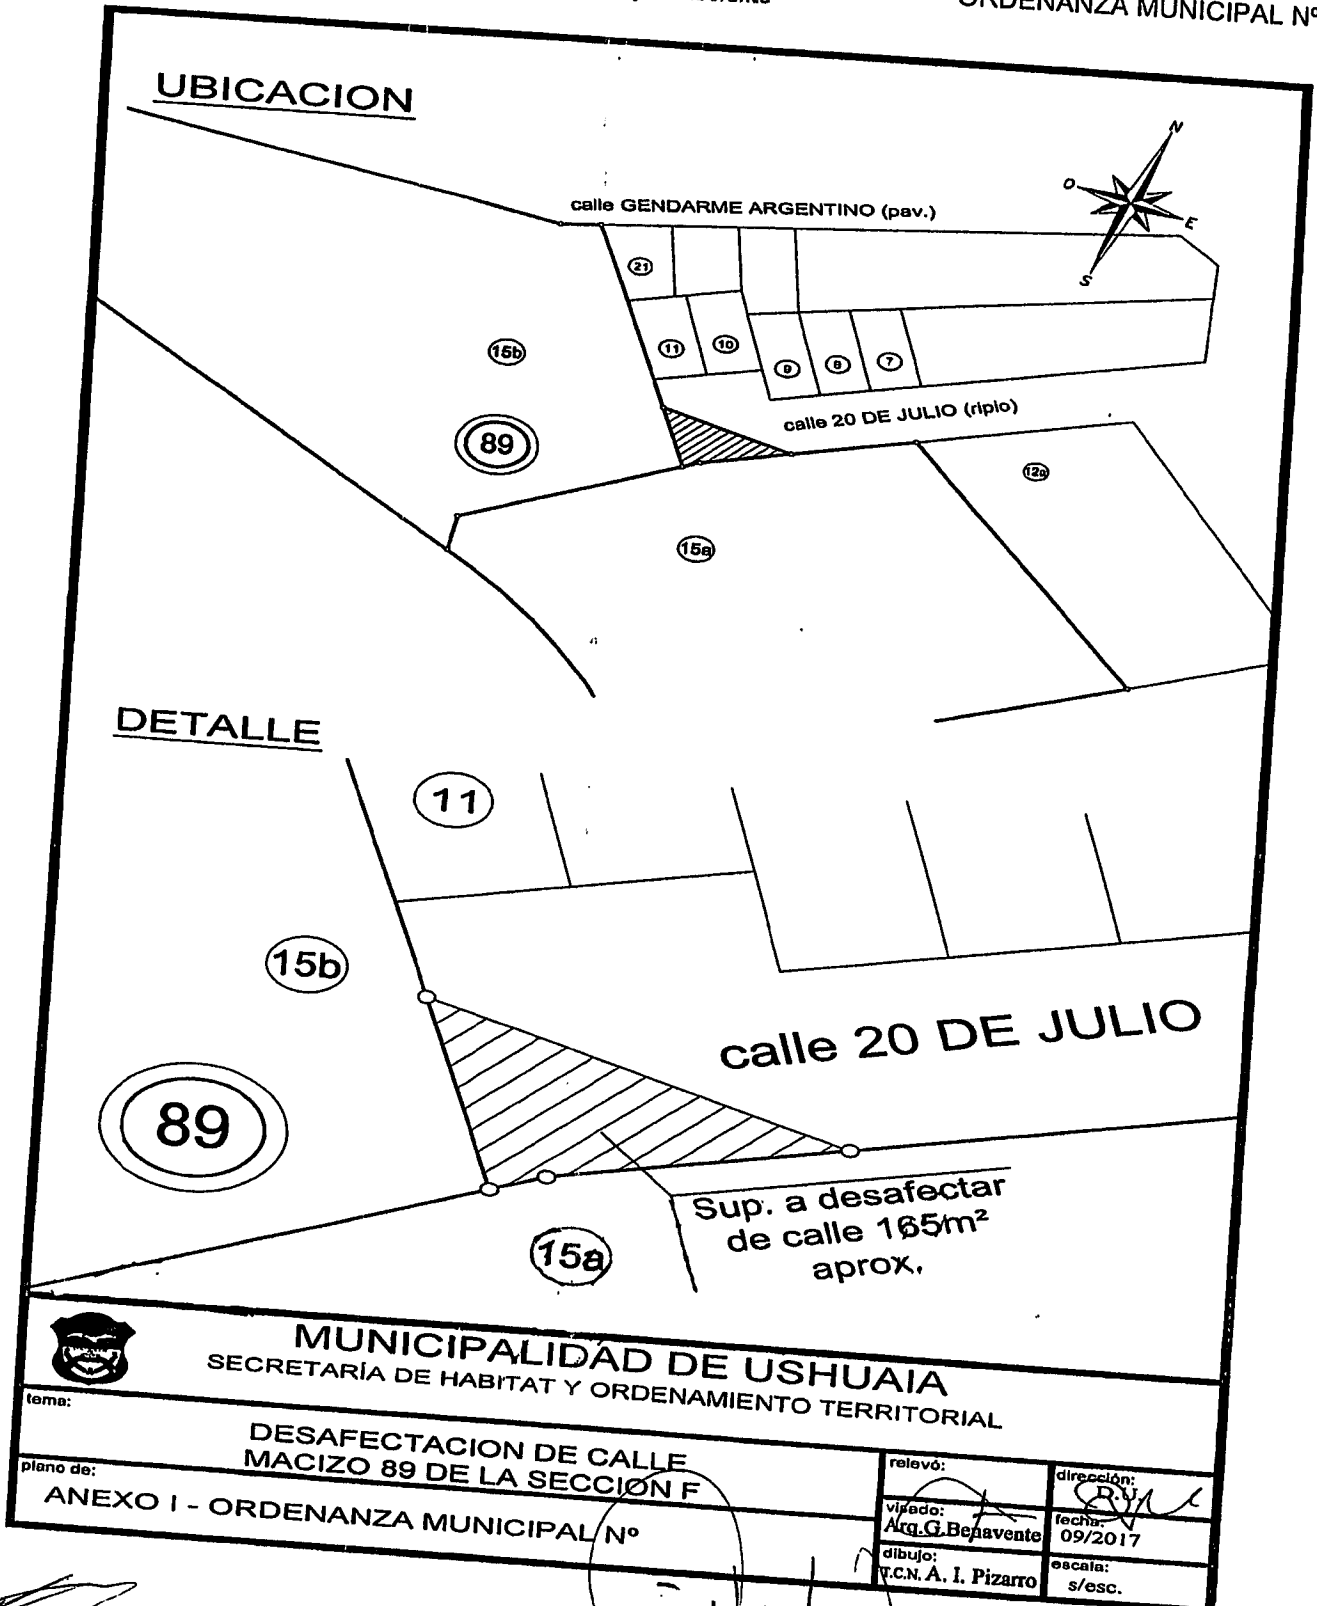 ORDENANZA MUNICIPAL Nº
UBICACION
N
O
E
S
calle GENDARME ARGENTINO (pav.)
21
11
10
9
8
7
15b
89
calle 20 DE JULIO (ripio)
12a
15a
DETALLE
11
15b
89
calle 20 DE JULIO
Sup. a desafectar
de calle 165m²
aprox.
15a
MUNICIPALIDAD DE USHUAIA
SECRETARÍA DE HABITAT Y ORDENAMIENTO TERRITORIAL
tema:
DESAFECTACION DE CALLE
MACIZO 89 DE LA SECCION F
plano de:
ANEXO I - ORDENANZA MUNICIPAL Nº
relevó:
dirección:
D.U.
visado:
Arq.G.Benavente
fecha:
09/2017
dibujo:
T.C.N. A. I. Pizarro
escala:
s/esc.